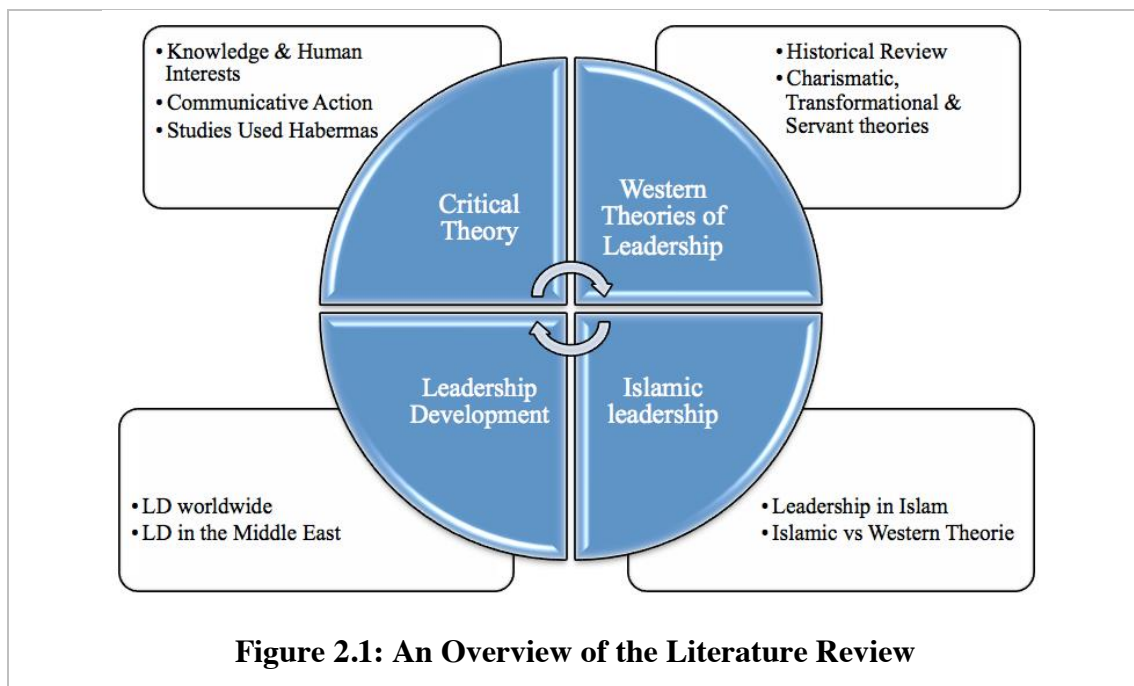 • Knowledge & Human
Interests
• Communicative Action
• Studies Used Habermas
• Historical Review
• Charismatic,
Transformational &
Servant theories
Critical
Theory
Western
Theories of
Leadership
Leadership
Development
Islamic
leadership
• LD worldwide
• LD in the Middle East
• Leadership in Islam
• Islamic vs Western Theorie
Figure 2.1: An Overview of the Literature Review